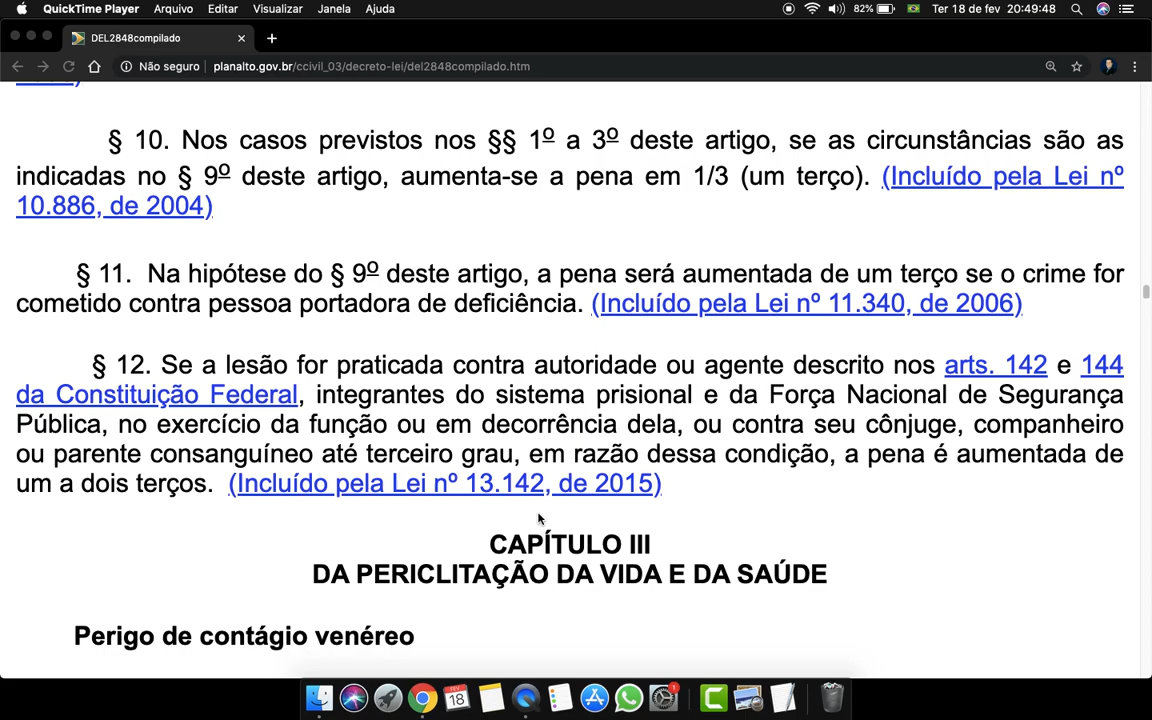 QuickTime Player Arquivo Editar Visualizar Janela Ajuda 82% Ter 18 de fev 20:49:48
DEL2848compilado
Não seguro planalto.gov.br/ccivil_03/decreto-lei/del2848compilado.htm
§ 10. Nos casos previstos nos §§ 1º a 3º deste artigo, se as circunstâncias são as
indicadas no § 9º deste artigo, aumenta-se a pena em 1/3 (um terço). (Incluído pela Lei nº
10.886, de 2004)
§ 11. Na hipótese do § 9º deste artigo, a pena será aumentada de um terço se o crime for
cometido contra pessoa portadora de deficiência. (Incluído pela Lei nº 11.340, de 2006)
§ 12. Se a lesão for praticada contra autoridade ou agente descrito nos arts. 142 e 144
da Constituição Federal, integrantes do sistema prisional e da Força Nacional de Segurança
Pública, no exercício da função ou em decorrência dela, ou contra seu cônjuge, companheiro
ou parente consanguíneo até terceiro grau, em razão dessa condição, a pena é aumentada de
um a dois terços. (Incluído pela Lei nº 13.142, de 2015)
CAPÍTULO III
DA PERICLITAÇÃO DA VIDA E DA SAÚDE
Perigo de contágio venéreo
FEV
18
1